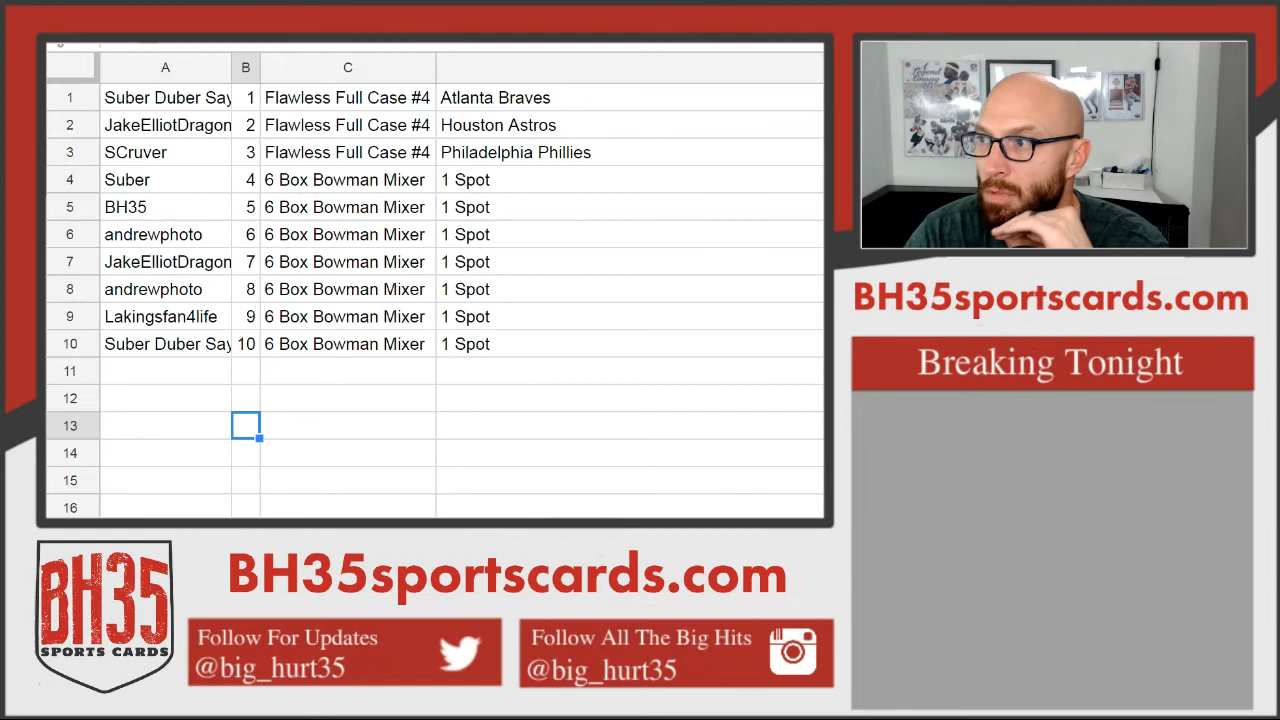 A B C
1 Suber Duber Say 1 Flawless Full Case #4 Atlanta Braves
2 JakeElliotDragon 2 Flawless Full Case #4 Houston Astros
3 SCruver 3 Flawless Full Case #4 Philadelphia Phillies
4 Suber 4 6 Box Bowman Mixer 1 Spot
5 BH35 5 6 Box Bowman Mixer 1 Spot
6 andrewphoto 6 6 Box Bowman Mixer 1 Spot
7 JakeElliotDragon 7 6 Box Bowman Mixer 1 Spot
8 andrewphoto 8 6 Box Bowman Mixer 1 Spot
9 Lakingsfan4life 9 6 Box Bowman Mixer 1 Spot
10 Suber Duber Say 10 6 Box Bowman Mixer 1 Spot
11
12
13
14
15
16
Legend
BH35sportscards.com
Breaking Tonight
BH35
SPORTS CARDS
BH35sportscards.com
Follow For Updates
@big_hurt35
Follow All The Big Hits
@big_hurt35